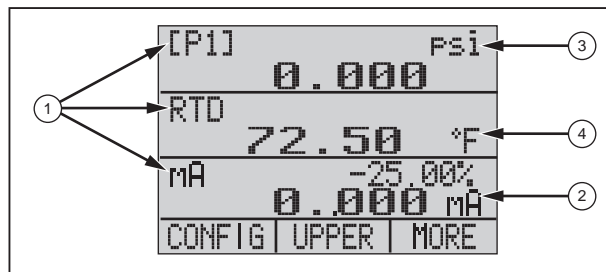 [P1] psi
0.000
RTD
72.50 °F
mA -25.00%
0.000 mA
CONFIG UPPER MORE
1
3
4
2